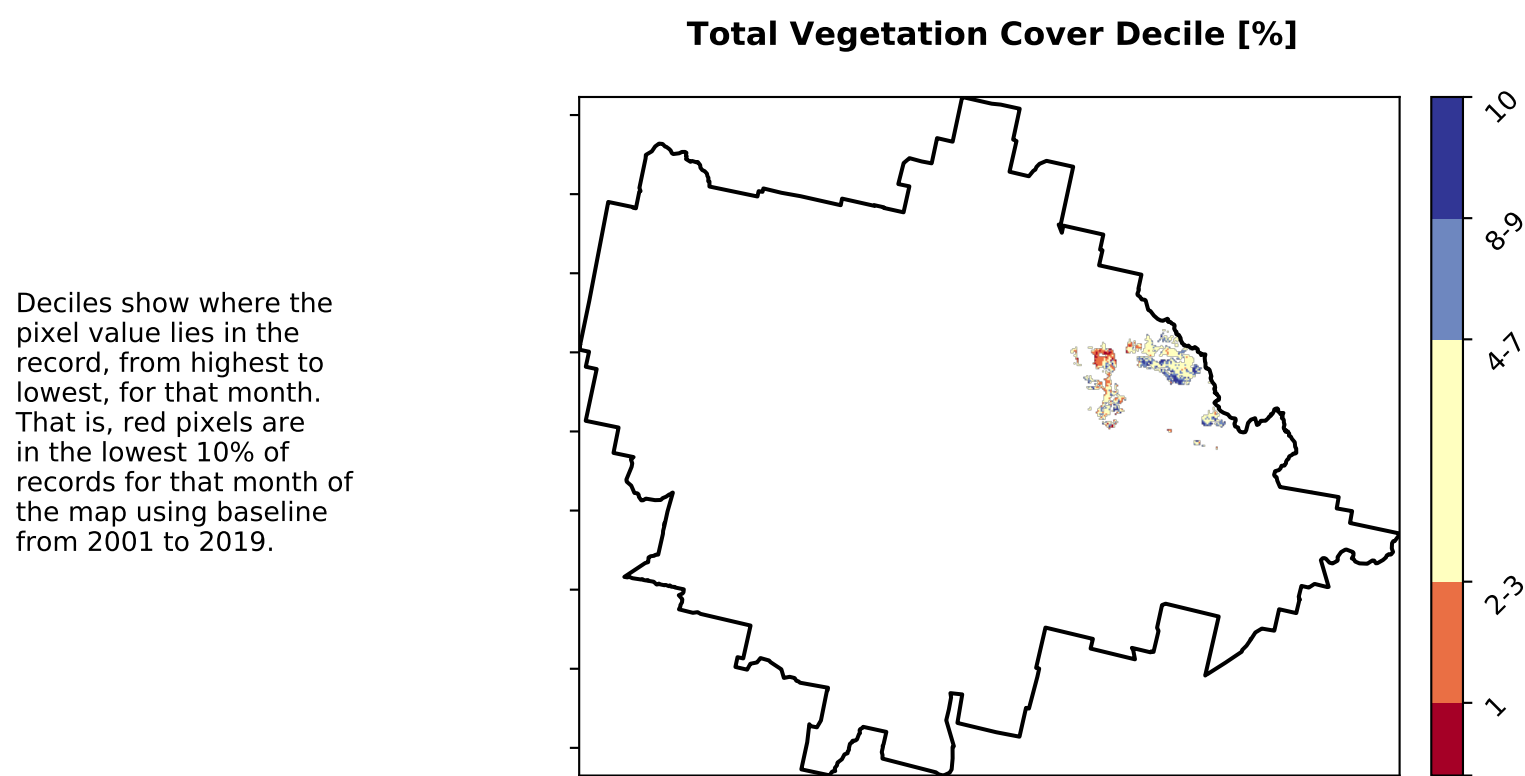 Total Vegetation Cover Decile [%]
Deciles show where the
pixel value lies in the
record, from highest to
lowest, for that month.
That is, red pixels are
in the lowest 10% of
records for that month of
the map using baseline
from 2001 to 2019.
10
8-9
4-7
2-3
1